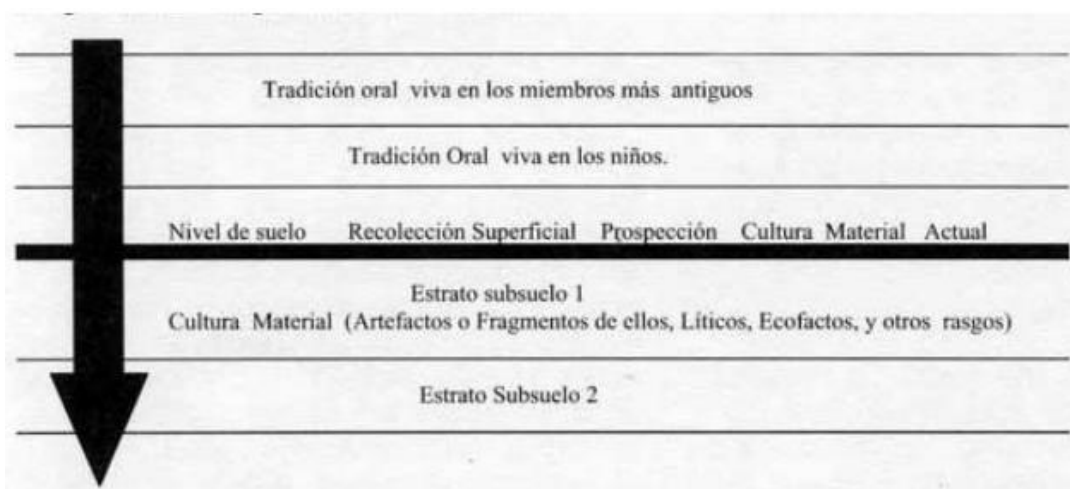 Tradición oral viva en los miembros más antiguos
Tradición Oral viva en los niños.
Nivel de suelo Recolección Superficial Prospección Cultura Material Actual
Estrato subsuelo 1
Cultura Material (Artefactos o Fragmentos de ellos, Líticos, Ecofactos, y otros rasgos)
Estrato Subsuelo 2